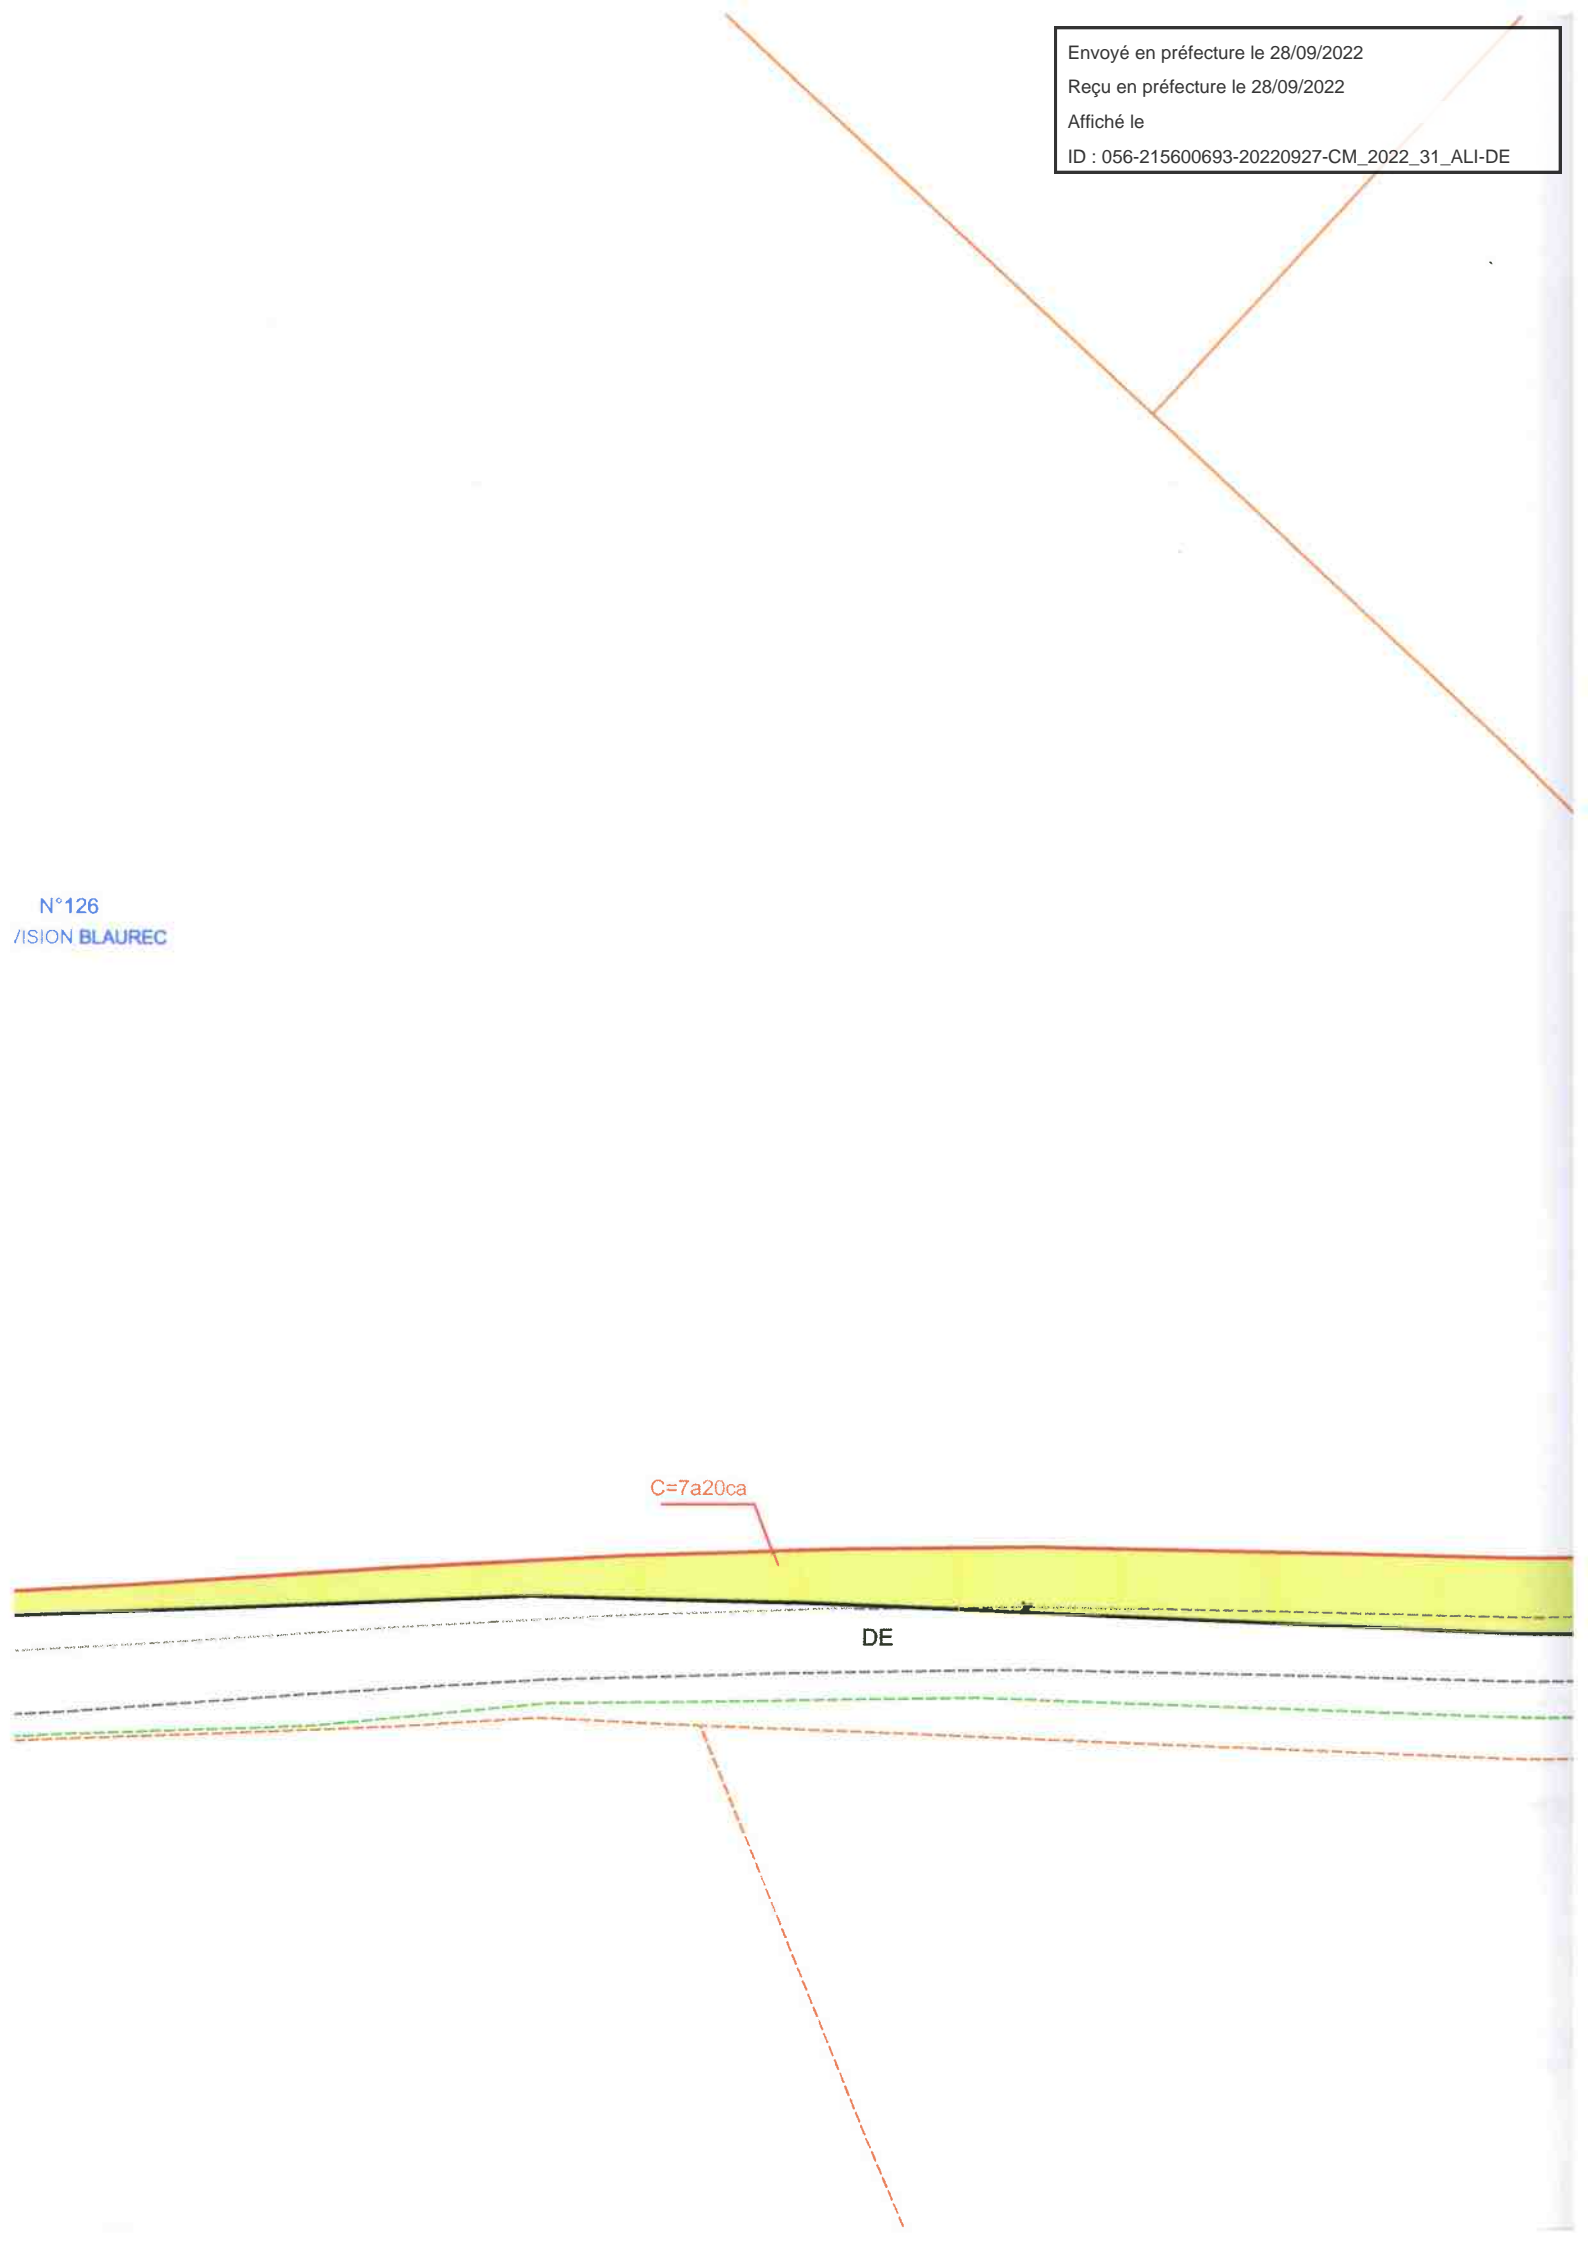 Envoyé en préfecture le 28/09/2022
Reçu en préfecture le 28/09/2022
Affiché le
ID : 056-215600693-20220927-CM_2022_31_ALI-DE
N°126
/ISION BLAUREC
C=7a20ca
DE